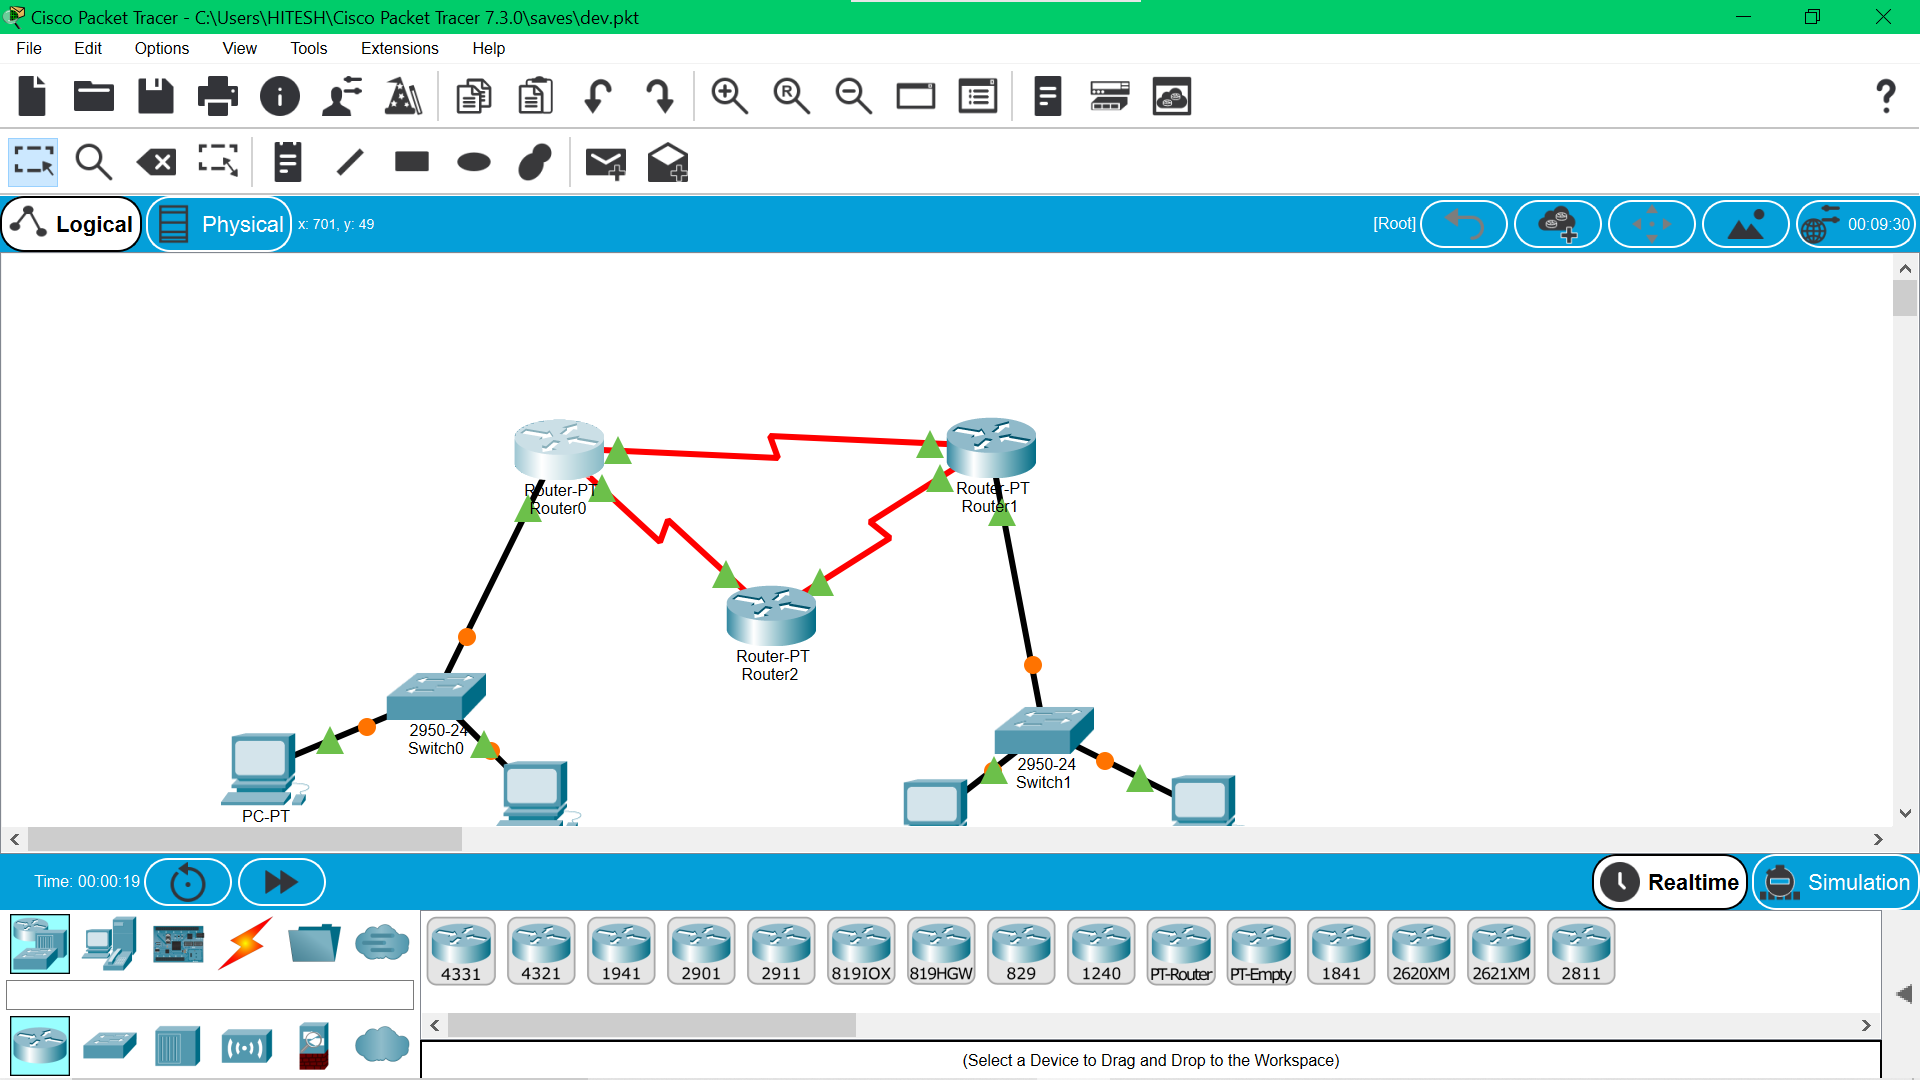 Cisco Packet Tracer - C:\Users\HITESH\Cisco Packet Tracer 7.3.0\saves\dev.pkt
File Edit Options View Tools Extensions Help
Logical Physical x: 701, y: 49 [Root] 00:09:30
Router-PT
Router0
Router-PT
Router1
Router-PT
Router2
2950-24
Switch0
2950-24
Switch1
PC-PT
Time: 00:00:19 Realtime Simulation
4331 4321 1941 2901 2911 819IOX 819HGW 829 1240 PT-Router PT-Empty 1841 2620XM 2621XM 2811
(Select a Device to Drag and Drop to the Workspace)